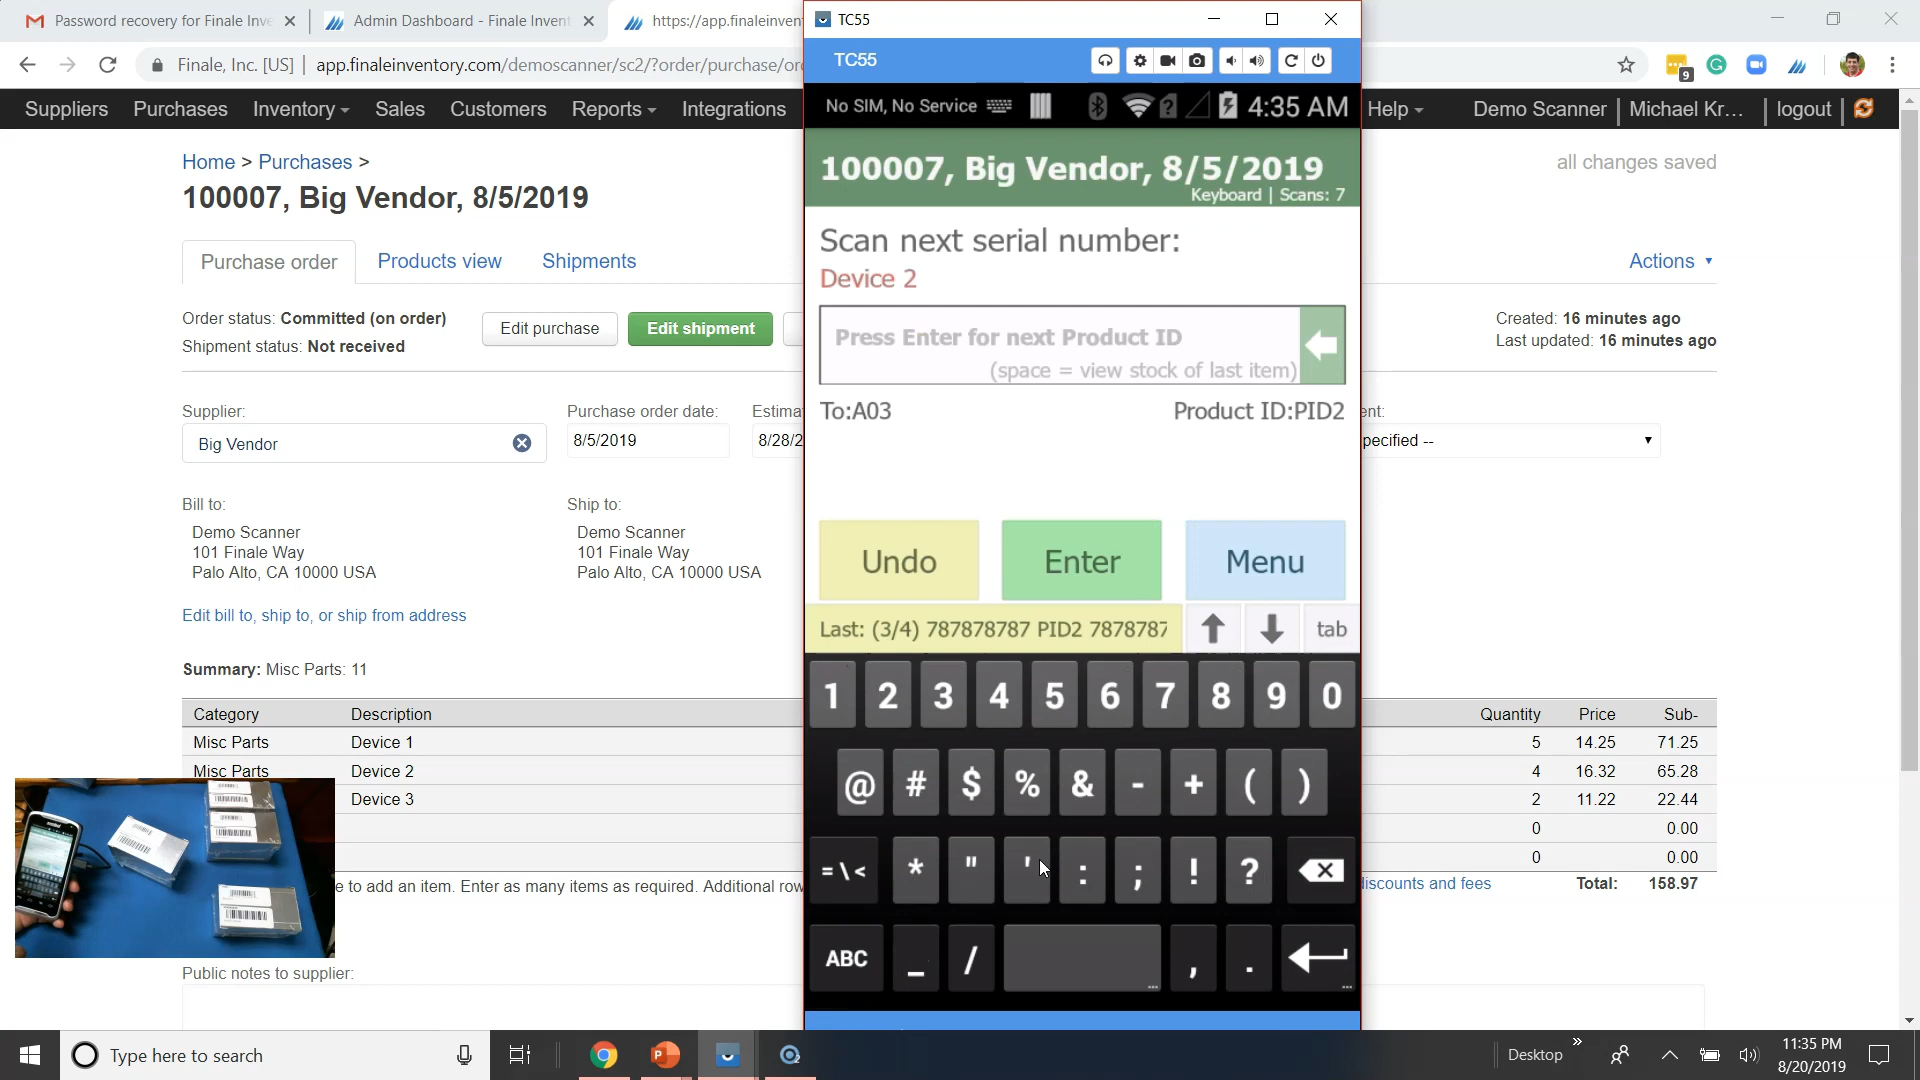 Password recovery for Finale Inve
Admin Dashboard - Finale Invent
https://app.finaleinven
Finale, Inc. [US]
app.finaleinventory.com/demoscanner/sc2/?order/purchase/or
9
Suppliers
Purchases
Inventory
Sales
Customers
Reports
Integrations
Help
Demo Scanner
Michael Kr...
logout
Home > Purchases >
all changes saved
100007, Big Vendor, 8/5/2019
Purchase order
Products view
Shipments
Actions
Order status: Committed (on order)
Shipment status: Not received
Edit purchase
Edit shipment
Created: 16 minutes ago
Last updated: 16 minutes ago
Supplier:
Big Vendor
Purchase order date:
8/5/2019
Estima
8/28/2
ent:
pecified --
Bill to:
Demo Scanner
101 Finale Way
Palo Alto, CA 10000 USA
Ship to:
Demo Scanner
101 Finale Way
Palo Alto, CA 10000 USA
Edit bill to, ship to, or ship from address
Summary: Misc Parts: 11
Category Description Quantity Price Sub-
Misc Parts Device 1 5 14.25 71.25
Misc Parts Device 2 4 16.32 65.28
Device 3 2 11.22 22.44
0 0.00
0 0.00
e to add an item. Enter as many items as required. Additional row
discounts and fees
Total: 158.97
Public notes to supplier:
TC55
TC55
No SIM, No Service
4:35 AM
100007, Big Vendor, 8/5/2019
Keyboard | Scans: 7
Scan next serial number:
Device 2
Press Enter for next Product ID
(space = view stock of last item)
To:A03
Product ID:PID2
Undo
Enter
Menu
Last: (3/4) 787878787 PID2 7878787
tab
1 2 3 4 5 6 7 8 9 0
@ # $ % & - + ( )
= \ < * " ' : ; ! ?
ABC _ / , .
Type here to search
Desktop
11:35 PM
8/20/2019